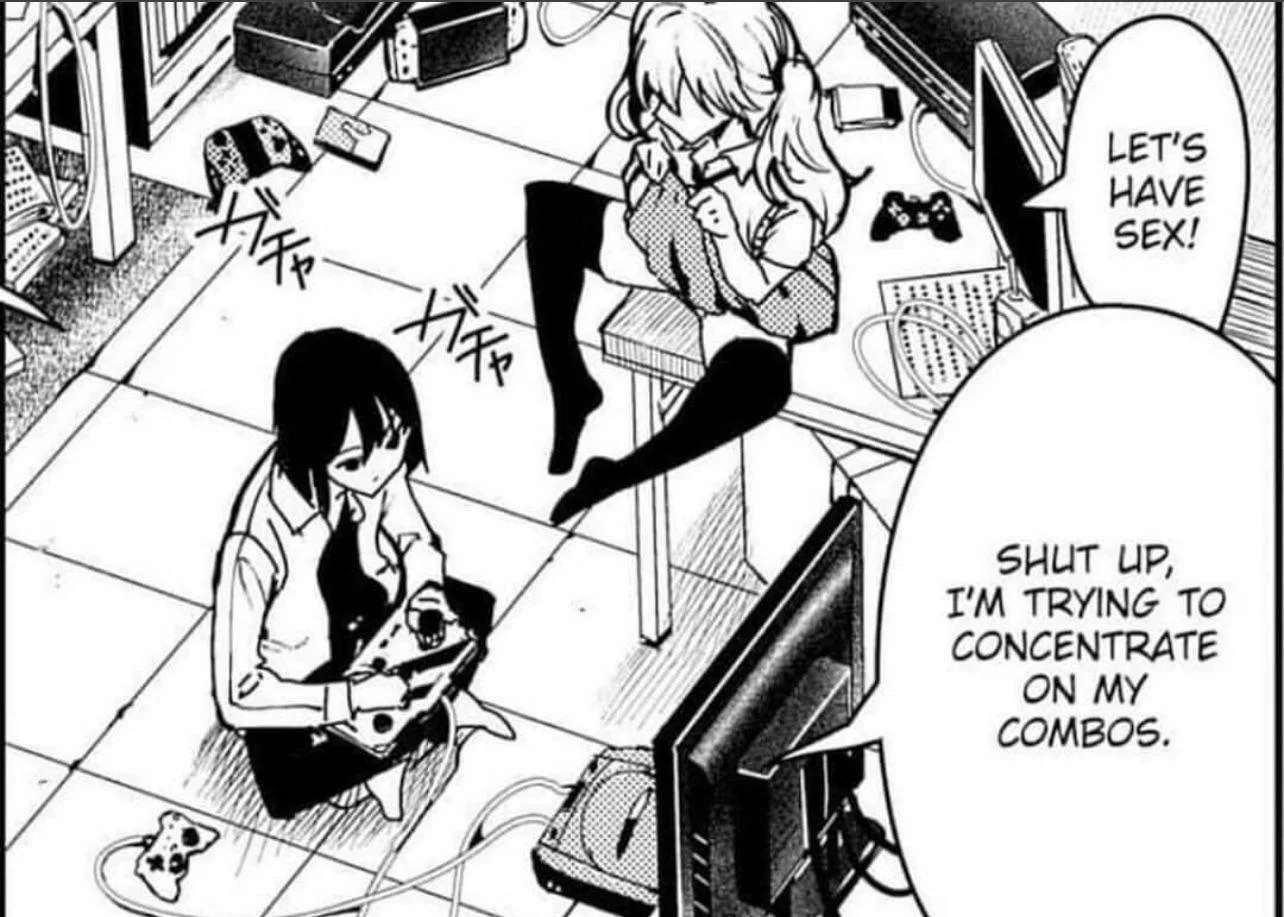 LET'S
HAVE
SEX!
ガチャ
ガチャ
SHUT UP,
I'M TRYING TO
CONCENTRATE
ON MY
COMBOS.